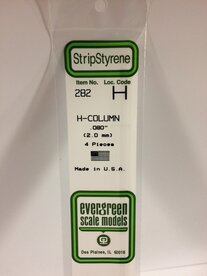 StripStyrene
Item No. Loc. Code
282 H
H-COLUMN
.080"
(2.0 mm)
4 Pieces
Made in U.S.A.
evergreen
scale models
Des Plaines, IL 60018